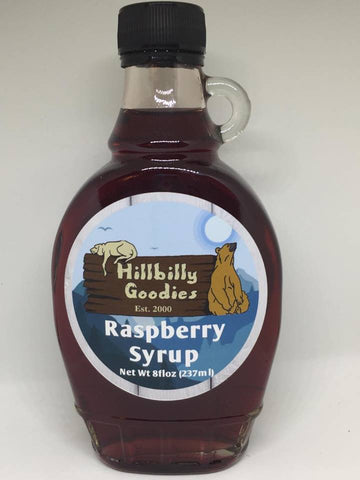 Hillbilly
Goodies
Est. 2000
Raspberry
Syrup
Net Wt 8floz (237ml)